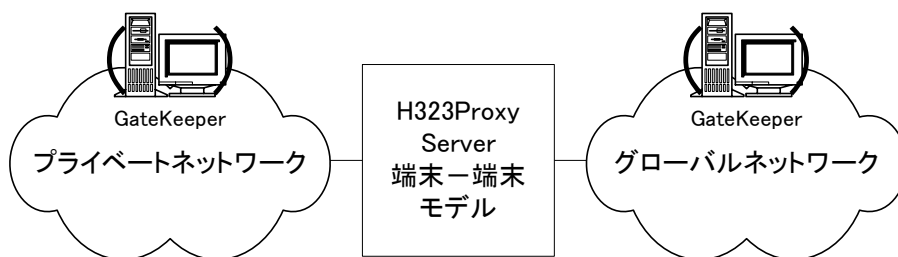 GateKeeper
プライベートネットワーク
H323Proxy
Server
端末－端末
モデル
GateKeeper
グローバルネットワーク